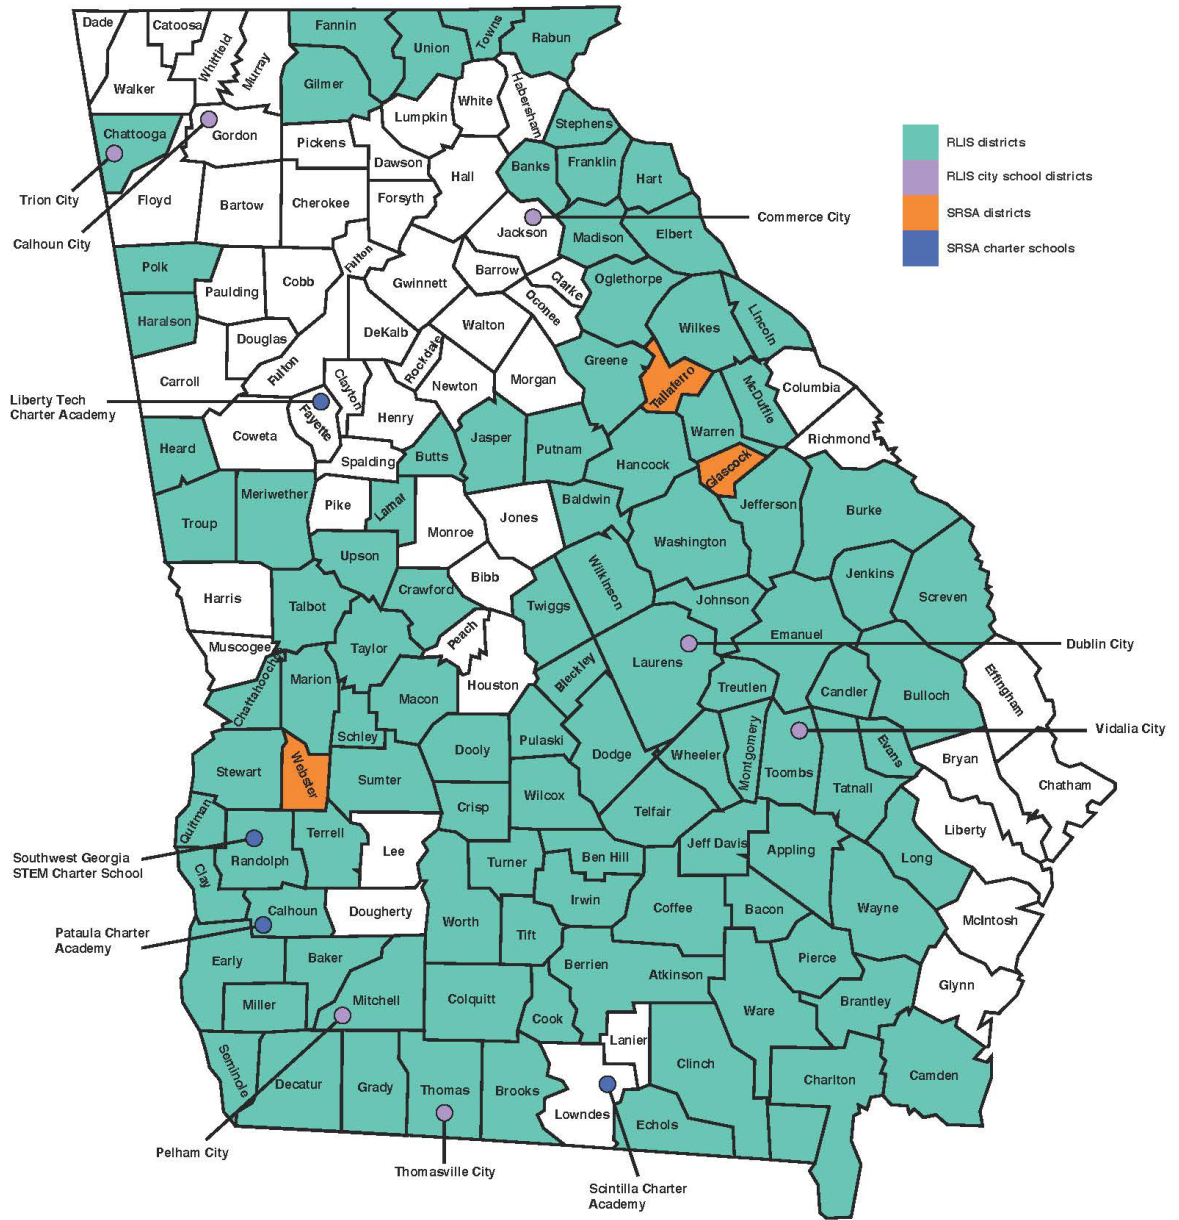 Dade
Catoosa
Fannin
Towns
Union
Rabun
Whitfield
Murray
Walker
Gilmer
White
Habersham
Lumpkin
Stephens
Chattooga
Gordon
Pickens
Dawson
Banks
Franklin
Hall
Hart
Trion City
Floyd
Bartow
Cherokee
Forsyth
Calhoun City
Jackson
Commerce City
Madison
Elbert
RLIS districts
RLIS city school districts
SRSA districts
SRSA charter schools
Polk
Fulton
Paulding
Cobb
Gwinnett
Barrow
Clarke
Oconee
Oglethorpe
Haralson
Douglas
DeKalb
Walton
Wilkes
Lincoln
Carroll
Fulton
Clayton
Rockdale
Newton
Morgan
Greene
Taliaferro
McDuffie
Columbia
Liberty Tech
Charter Academy
Fayette
Henry
Coweta
Heard
Spalding
Butts
Jasper
Putnam
Hancock
Warren
Richmond
Glascock
Troup
Meriwether
Pike
Lamar
Monroe
Jones
Baldwin
Washington
Jefferson
Burke
Upson
Bibb
Wilkinson
Jenkins
Screven
Harris
Talbot
Crawford
Twiggs
Johnson
Emanuel
Muscogee
Chattahoochee
Taylor
Peach
Houston
Bleckley
Laurens
Dublin City
Marion
Macon
Treutlen
Candler
Bulloch
Effingham
Schley
Dooly
Pulaski
Dodge
Wheeler
Montgomery
Toombs
Vidalia City
Evans
Tatnall
Bryan
Chatham
Stewart
Webster
Sumter
Crisp
Wilcox
Telfair
Quitman
Terrell
Lee
Liberty
Southwest Georgia
STEM Charter School
Randolph
Clay
Turner
Ben Hill
Jeff Davis
Appling
Long
Calhoun
Dougherty
Worth
Irwin
Coffee
Bacon
Wayne
McIntosh
Pataula Charter
Academy
Tift
Early
Baker
Berrien
Atkinson
Pierce
Miller
Mitchell
Colquitt
Cook
Ware
Brantley
Glynn
Lanier
Seminole
Decatur
Grady
Thomas
Brooks
Clinch
Charlton
Camden
Lowndes
Echols
Pelham City
Thomasville City
Scintilla Charter
Academy